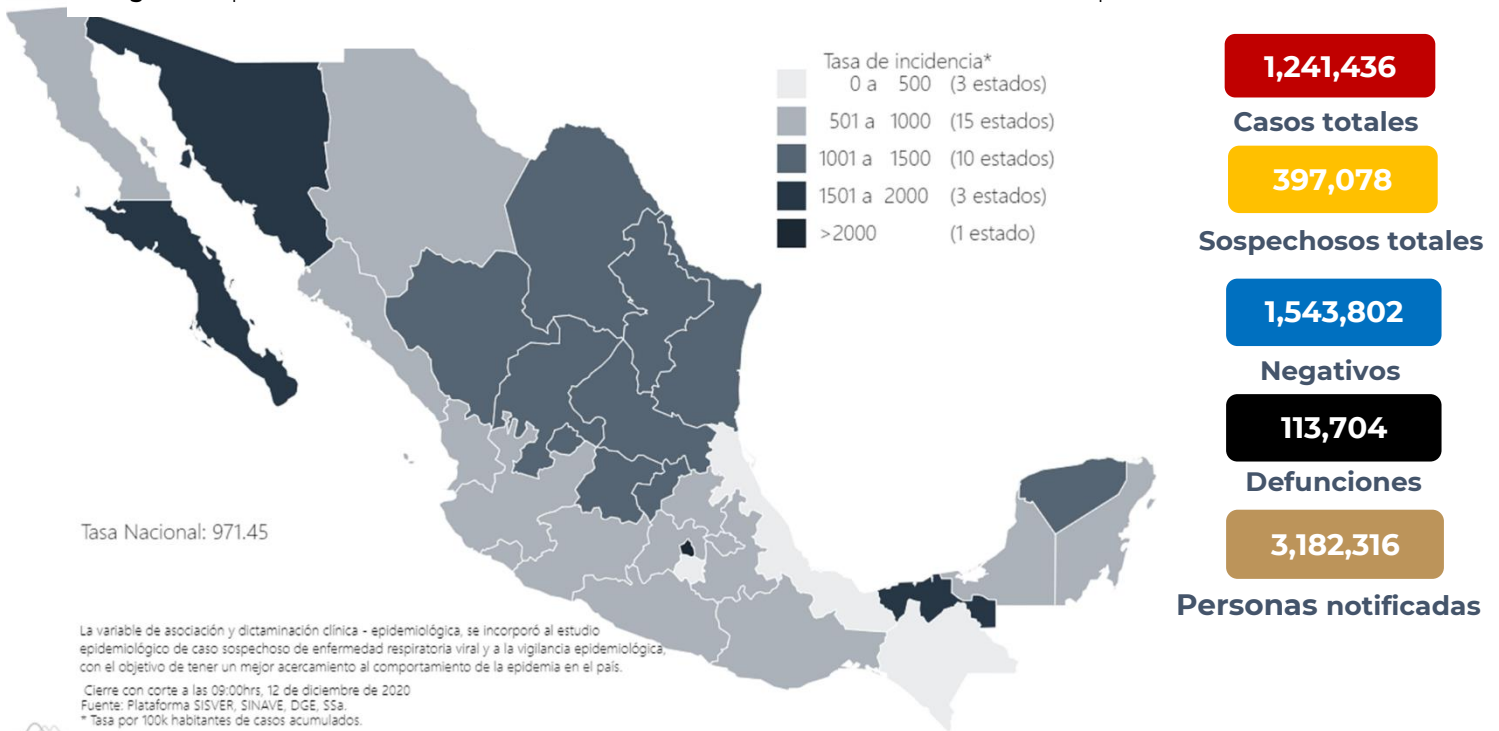 Tasa de incidencia*
0 a 500 (3 estados)
501 a 1000 (15 estados)
1001 a 1500 (10 estados)
1501 a 2000 (3 estados)
>2000 (1 estado)
1,241,436
Casos totales
397,078
Sospechosos totales
1,543,802
Negativos
113,704
Defunciones
3,182,316
Personas notificadas
Tasa Nacional: 971.45
La variable de asociación y dictaminación clínica - epidemiológica, se incorporó al estudio
epidemiológico de caso sospechoso de enfermedad respiratoria viral y a la vigilancia epidemiológica,
con el objetivo de tener un mejor acercamiento al comportamiento de la epidemia en el país.
Cierre con corte a las 09:00hrs, 12 de diciembre de 2020
Fuente: Plataforma SISVER, SINAVE, DGE, SSa.
* Tasa por 100k habitantes de casos acumulados.